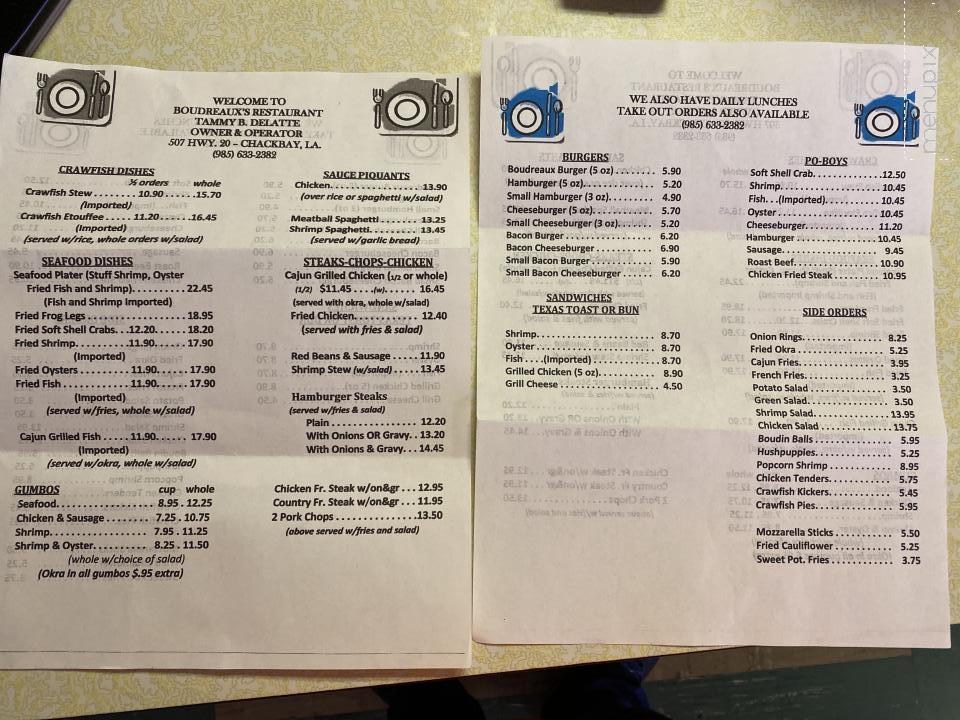 WELCOME TO
BOUDREAUX'S RESTAURANT
TAMMY B. DELATTE
OWNER & OPERATOR
507 HWY. 20 – CHACKBAY, LA.
(985) 633-2382
CRAWFISH DISHES
½ orders whole
Crawfish Stew ........ 10.90.....15.70
(Imported)
Crawfish Etouffee ..... 11.20.....16.45
(Imported)
(served w/rice, whole orders w/salad)
SEAFOOD DISHES
Seafood Plater (Stuff Shrimp, Oyster
Fried Fish and Shrimp)............ 22.45
(Fish and Shrimp Imported)
Fried Frog Legs ...................... 18.95
Fried Soft Shell Crabs. ..12.20...... 18.20
Fried Shrimp.............11.90..... 17.90
(Imported)
Fried Oysters ............ 11.90...... 17.90
Fried Fish ................. 11.90...... 17.90
(Imported)
(served w/fries, whole w/salad)
Cajun Grilled Fish ..... 11.90...... 17.90
(Imported)
(served w/okra, whole w/salad)
GUMBOS cup whole
Seafood. ................... 8.95 . 12.25
Chicken & Sausage ........ 7.25 . 10.75
Shrimp..................... 7.95 . 11.25
Shrimp & Oyster............ 8.25 . 11.50
(whole w/choice of salad)
(Okra in all gumbos $.95 extra)
SAUCE PIQUANTS
Chicken. ........................ 13.90
(over rice or spaghetti w/salad)
Meatball Spaghetti .............. 13.25
Shrimp Spaghetti. .............. 13.45
(served w/garlic bread)
STEAKS-CHOPS-CHICKEN
Cajun Grilled Chicken (1/2 or whole)
(1/2) $11.45 ....(w)...... 16.45
(served with okra, whole w/salad)
Fried Chicken. ................ 12.40
(served with fries & salad)
Red Beans & Sausage ....... 11.90
Shrimp Stew (w/salad) ....... 13.45
Hamburger Steaks
(served w/fries & salad)
Plain ................... 12.20
With Onions OR Gravy. . 13.20
With Onions & Gravy. . . 14.45
Chicken Fr. Steak w/on&gr . . . 12.95
Country Fr. Steak w/on&gr . . . 11.95
2 Pork Chops ................13.50
(above served w/fries and salad)
WE ALSO HAVE DAILY LUNCHES
TAKE OUT ORDERS ALSO AVAILABLE
(985) 633-2382
BURGERS
Boudreaux Burger (5 oz) ........ 5.90
Hamburger (5 oz)............... 5.20
Small Hamburger (3 oz).......... 4.90
Cheeseburger (5 oz)............ 5.70
Small Cheeseburger (3 oz)........ 5.20
Bacon Burger .................. 6.20
Bacon Cheeseburger ............ 6.90
Small Bacon Burger ............. 5.90
Small Bacon Cheeseburger ....... 6.20
SANDWICHES
TEXAS TOAST OR BUN
Shrimp......................... 8.70
Oyster ......................... 8.70
Fish . . . .(Imported) ............. 8.70
Grilled Chicken (5 oz)............ 8.90
Grill Cheese .................... 4.50
PO-BOYS
Soft Shell Crab. ...............12.50
Shrimp. ...................... 10.45
Fish. . . .(Imported)............. 10.45
Oyster ....................... 10.45
Cheeseburger. ................ 11.20
Hamburger ................... 10.45
Sausage. ..................... 9.45
Roast Beef. .................. 10.90
Chicken Fried Steak ........... 10.95
SIDE ORDERS
Onion Rings. .................. 8.25
Fried Okra .................... 5.25
Cajun Fries. ................... 3.95
French Fries. .................. 3.25
Potato Salad ................... 3.50
Green Salad. .................. 3.50
Shrimp Salad. ................ 13.95
Chicken Salad ................ 13.75
Boudin Balls .................. 5.95
Hushpuppies. ................. 5.25
Popcorn Shrimp ............... 8.95
Chicken Tenders. .............. 5.75
Crawfish Kickers. ............. 5.45
Crawfish Pies. ................ 5.95
Mozzarella Sticks .............. 5.50
Fried Cauliflower .............. 5.25
Sweet Pot. Fries ............... 3.75
menupix